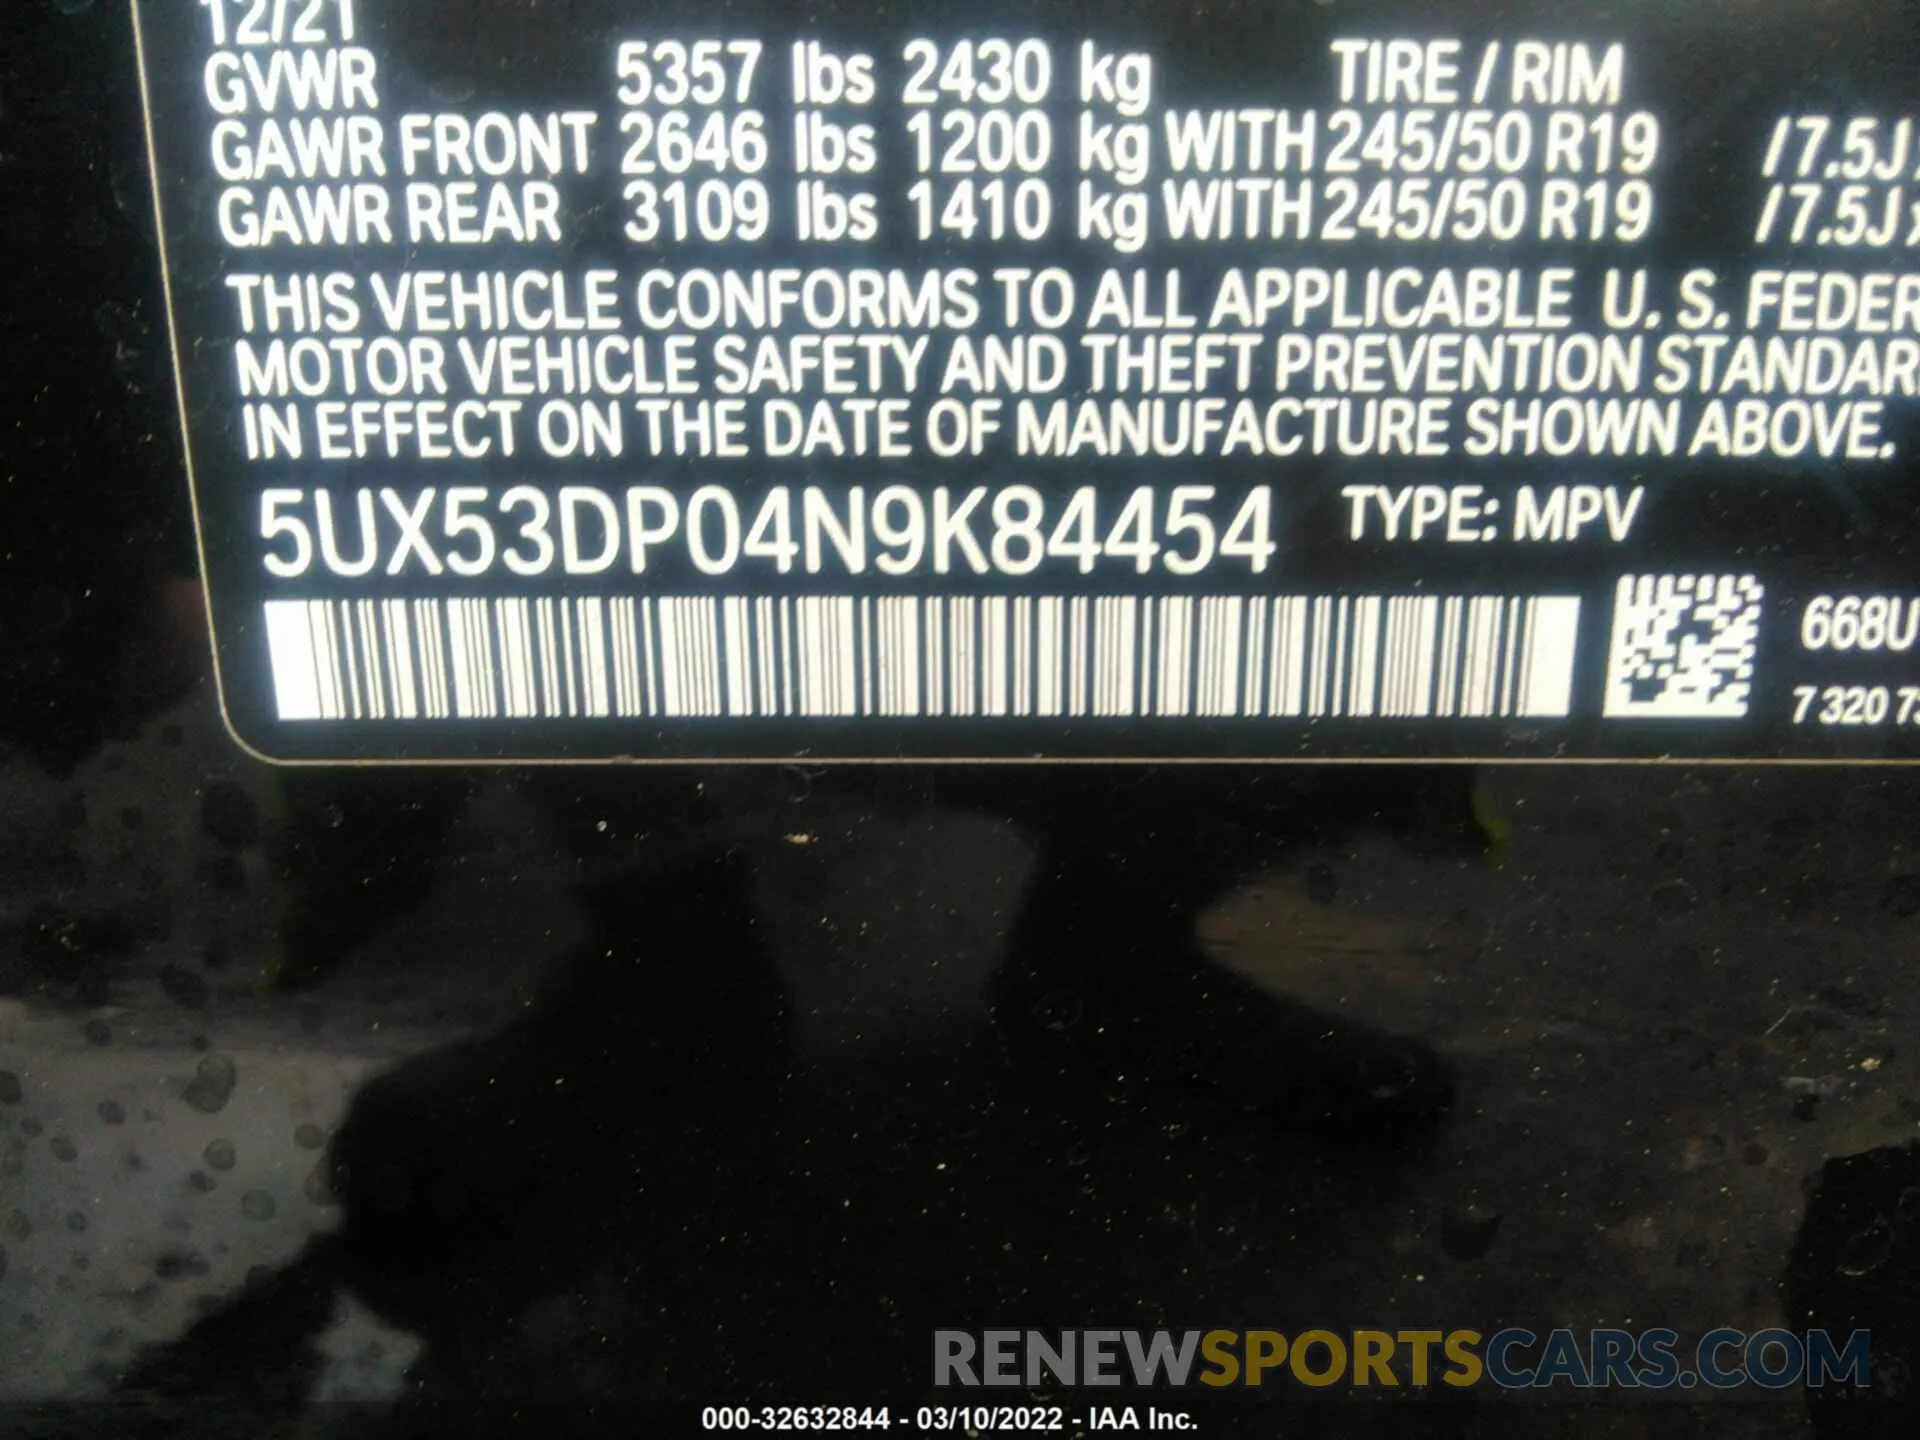 12/21
GVWR 5357 lbs 2430 kg TIRE / RIM
GAWR FRONT 2646 lbs 1200 kg WITH 245/50 R19 / 7.5J
GAWR REAR 3109 lbs 1410 kg WITH 245/50 R19 / 7.5J x
THIS VEHICLE CONFORMS TO ALL APPLICABLE U. S. FEDER
MOTOR VEHICLE SAFETY AND THEFT PREVENTION STANDAR
IN EFFECT ON THE DATE OF MANUFACTURE SHOWN ABOVE.
5UX53DP04N9K84454 TYPE: MPV
668U
7 320 7
RENEWSPORTSCARS.COM
000-32632844 - 03/10/2022 - IAA Inc.